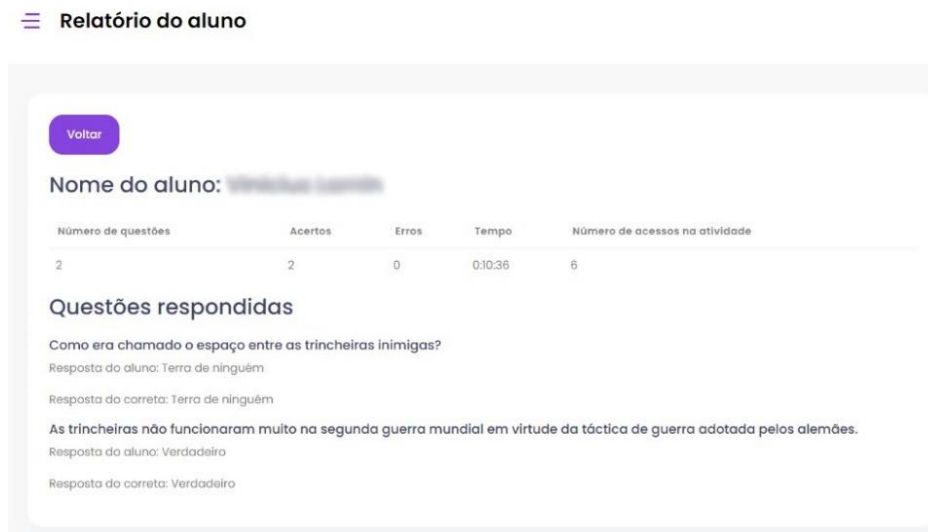 Relatório do aluno
Voltar
Nome do aluno:
Número de questões Acertos Erros Tempo Número de acessos na atividade
2 2 0 0:10:36 6
Questões respondidas
Como era chamado o espaço entre as trincheiras inimigas?
Resposta do aluno: Terra de ninguém
Resposta do correta: Terra de ninguém
As trincheiras não funcionaram muito na segunda guerra mundial em virtude da táctica de guerra adotada pelos alemães.
Resposta do aluno: Verdadeiro
Resposta do correta: Verdadeiro